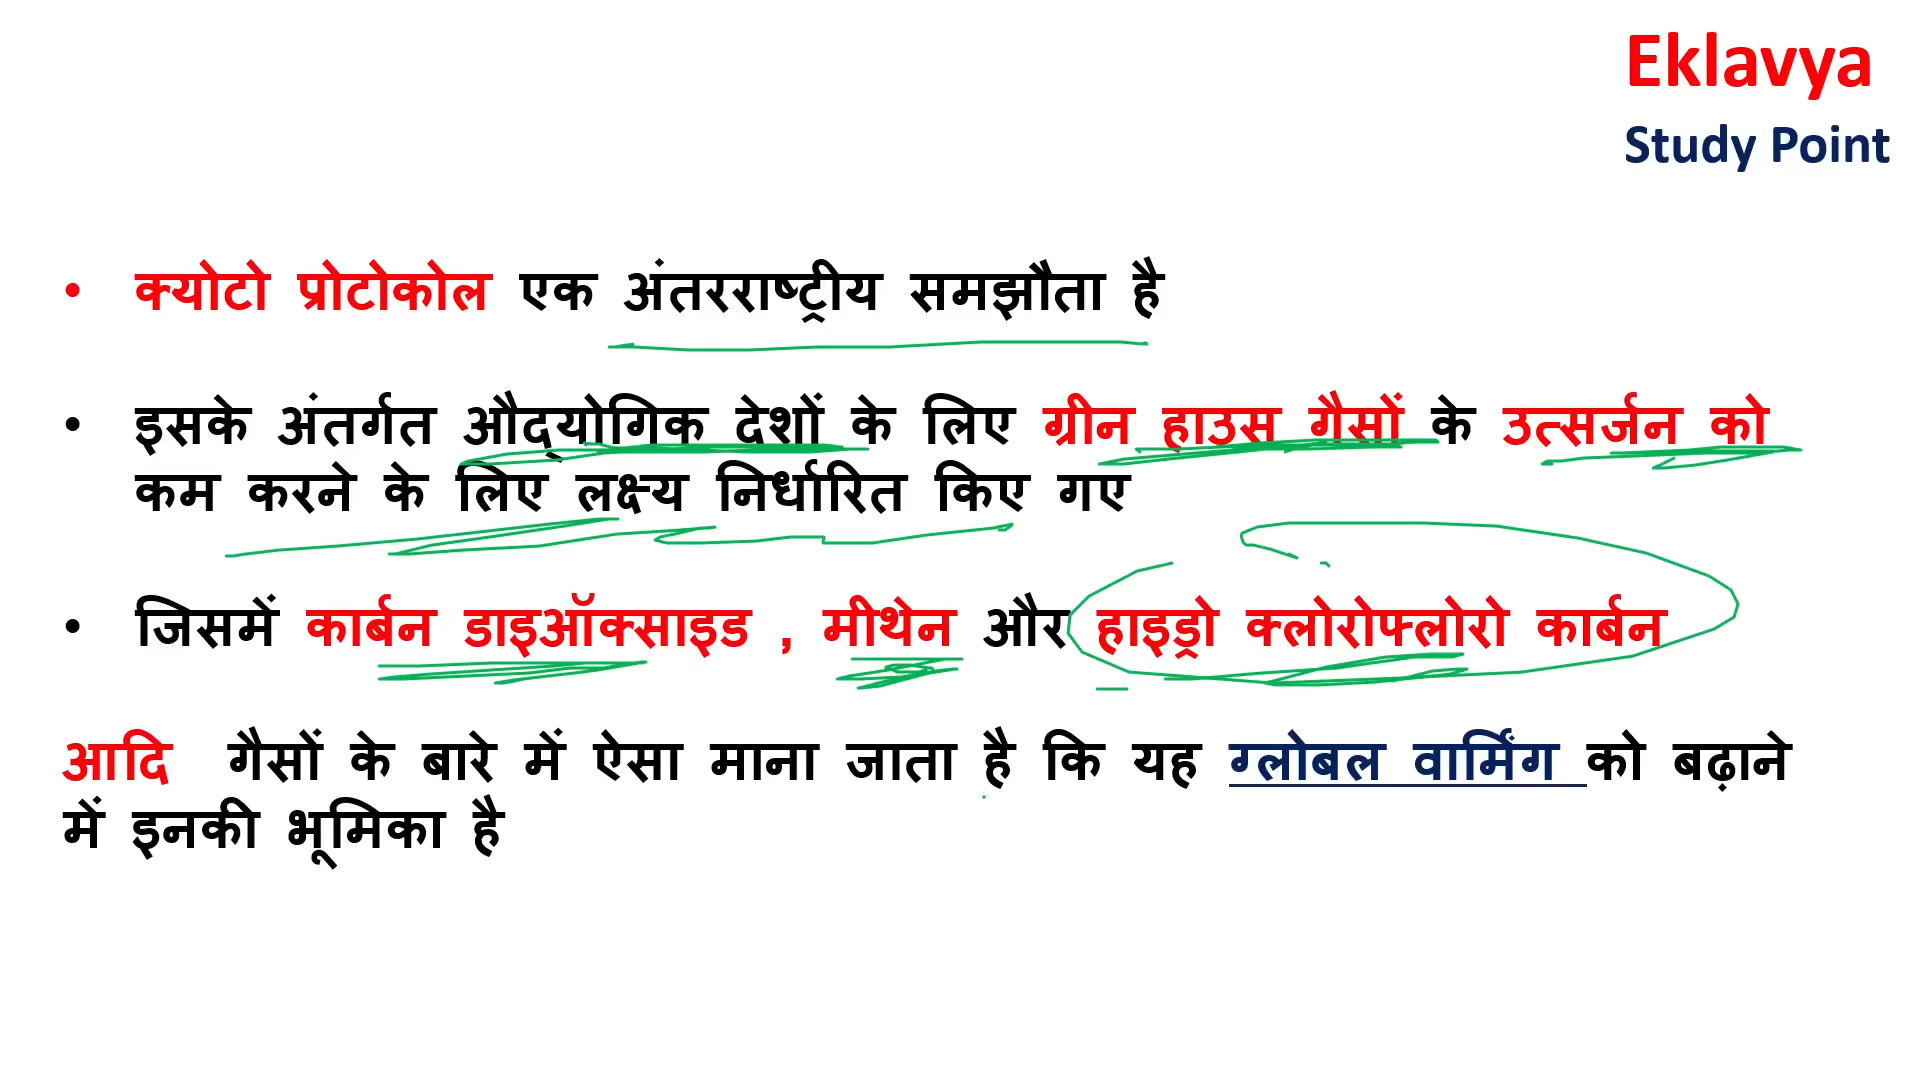 Eklavya
Study Point
• क्योटो प्रोटोकोल एक अंतरराष्ट्रीय समझौता है
• इसके अंतर्गत औद्योगिक देशों के लिए ग्रीन हाउस गैसों के उत्सर्जन को
कम करने के लिए लक्ष्य निर्धारित किए गए
• जिसमें कार्बन डाइऑक्साइड , मीथेन और हाइड्रो क्लोरोफ्लोरो कार्बन
आदि गैसों के बारे में ऐसा माना जाता है कि यह ग्लोबल वार्मिंग को बढ़ाने
में इनकी भूमिका है